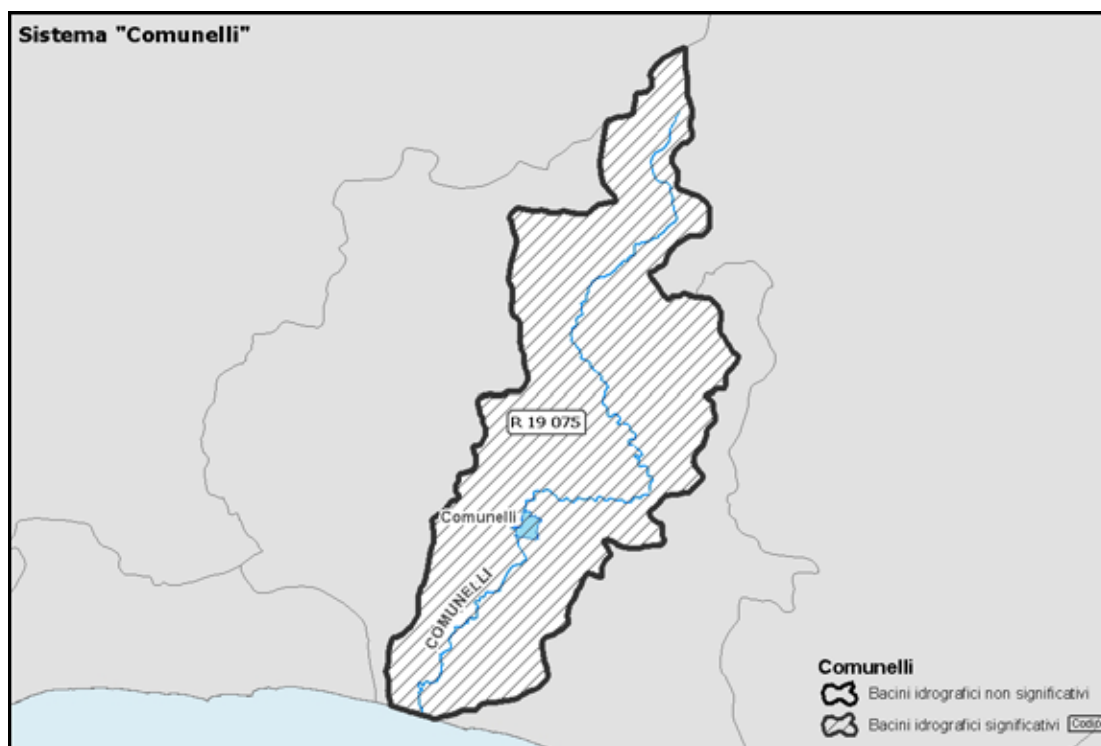 Sistema "Comunelli"
R 19 075
Comunelli
COMUNELLI
Comunelli
Bacini idrografici non significativi
Bacini idrografici significativi